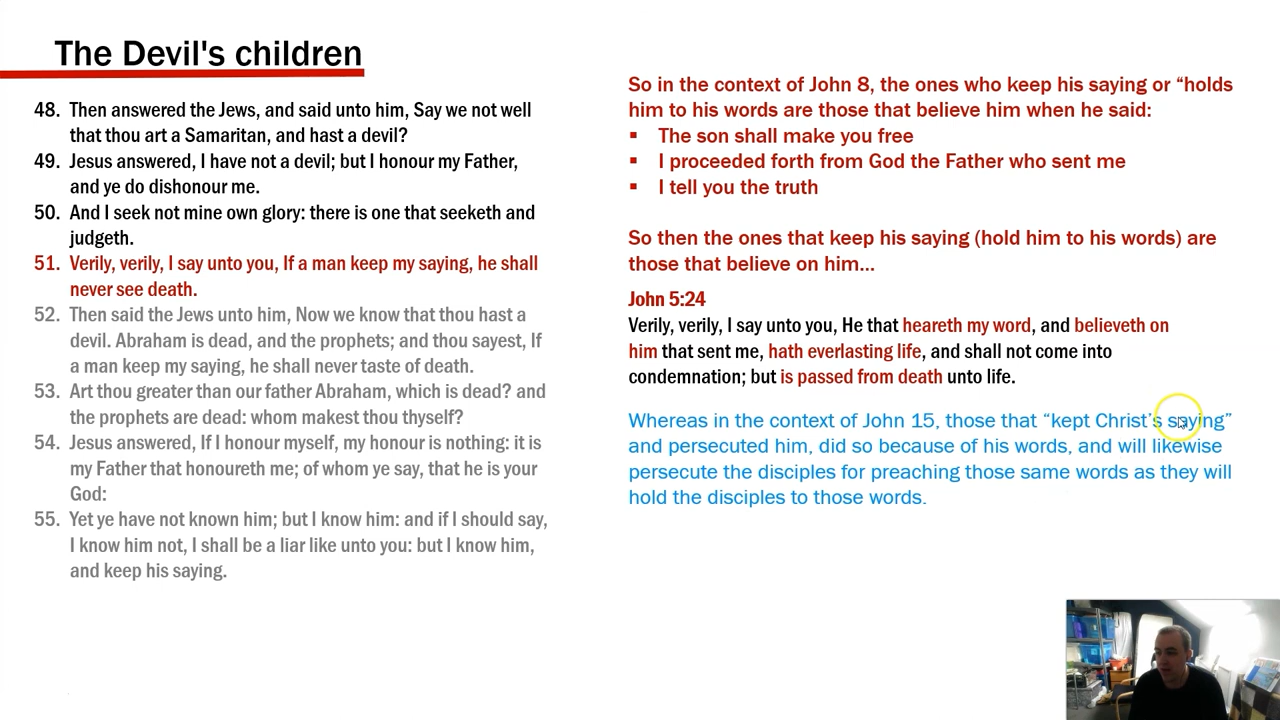 The Devil's children
48. Then answered the Jews, and said unto him, Say we not well
that thou art a Samaritan, and hast a devil?
49. Jesus answered, I have not a devil; but I honour my Father,
and ye do dishonour me.
50. And I seek not mine own glory: there is one that seeketh and
judgeth.
51. Verily, verily, I say unto you, If a man keep my saying, he shall
never see death.
52. Then said the Jews unto him, Now we know that thou hast a
devil. Abraham is dead, and the prophets; and thou sayest, If
a man keep my saying, he shall never taste of death.
53. Art thou greater than our father Abraham, which is dead? and
the prophets are dead: whom makest thou thyself?
54. Jesus answered, If I honour myself, my honour is nothing: it is
my Father that honoureth me; of whom ye say, that he is your
God:
55. Yet ye have not known him; but I know him: and if I should say,
I know him not, I shall be a liar like unto you: but I know him,
and keep his saying.
So in the context of John 8, the ones who keep his saying or “holds
him to his words are those that believe him when he said:
▪ The son shall make you free
▪ I proceeded forth from God the Father who sent me
▪ I tell you the truth
So then the ones that keep his saying (hold him to his words) are
those that believe on him...
John 5:24
Verily, verily, I say unto you, He that heareth my word, and believeth on
him that sent me, hath everlasting life, and shall not come into
condemnation; but is passed from death unto life.
Whereas in the context of John 15, those that “kept Christ’s saying”
and persecuted him, did so because of his words, and will likewise
persecute the disciples for preaching those same words as they will
hold the disciples to those words.